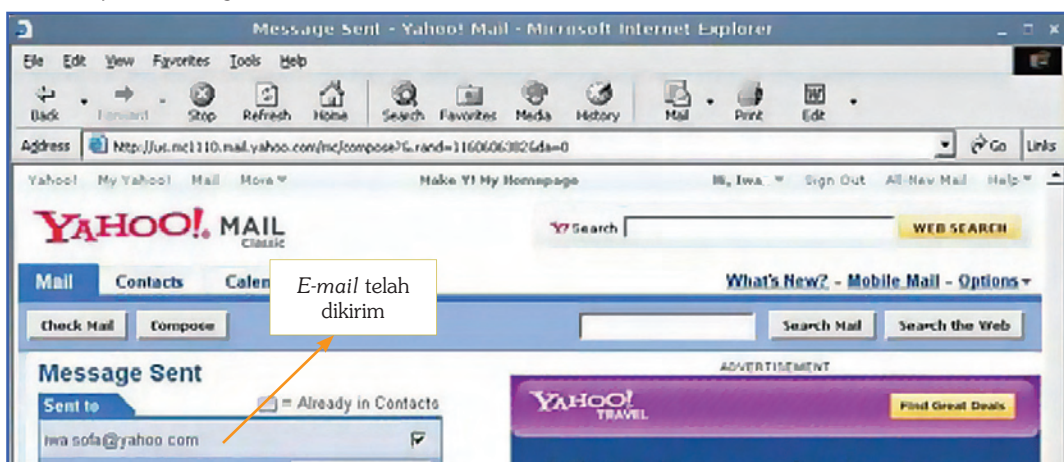 Message Sent - Yahoo! Mail - Microsoft Internet Explorer
File Edit View Favorites Tools Help
Back Forward Stop Refresh Home Search Favorites Media History Mail Print Edit
Address Go Links
Yahoo! My Yahoo! Mail More Make Y! My Homepage Hi, Iwa Sign Out All-New Mail Help
YAHOO! MAIL Y! Search WEB SEARCH
Classic
Mail Contacts What's New? - Mobile Mail - Options
E-mail telah
dikirim
Check Mail Compose Search Mail Search the Web
Message Sent ADVERTISEMENT
Sent to = Already in Contacts YAHOO! Find Great Deals
TRAVEL
iwa sofa@yahoo com